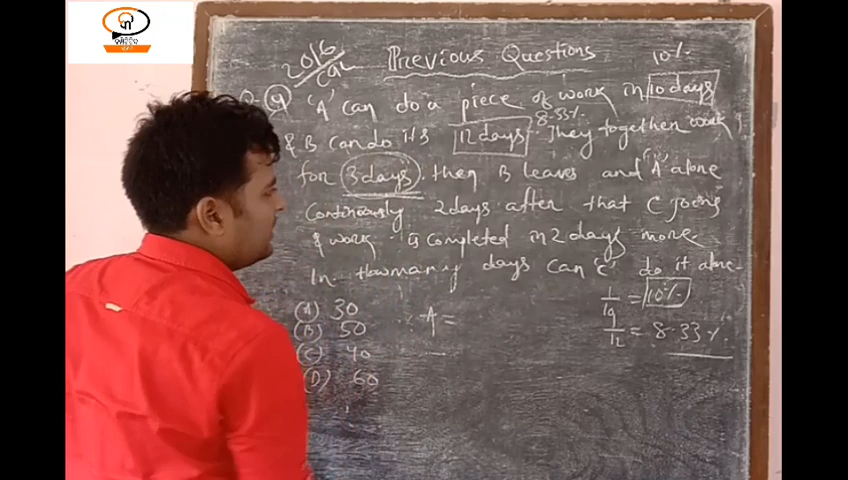 2016 Previous Questions 10%
Q. 9 'A' can do a piece of work in 10 days
8.33%
& B can do its 12 days. They together work
for 3 days. then B leaves and "A" alone
Continuously 2 days after that C joins
& work is completed in 2 days more
In How many days can 'C' do it alone.
(A) 30
(B) 50
(C) 40
(D) 60
A =
1/10 = 10%
1/12 = 8.33%